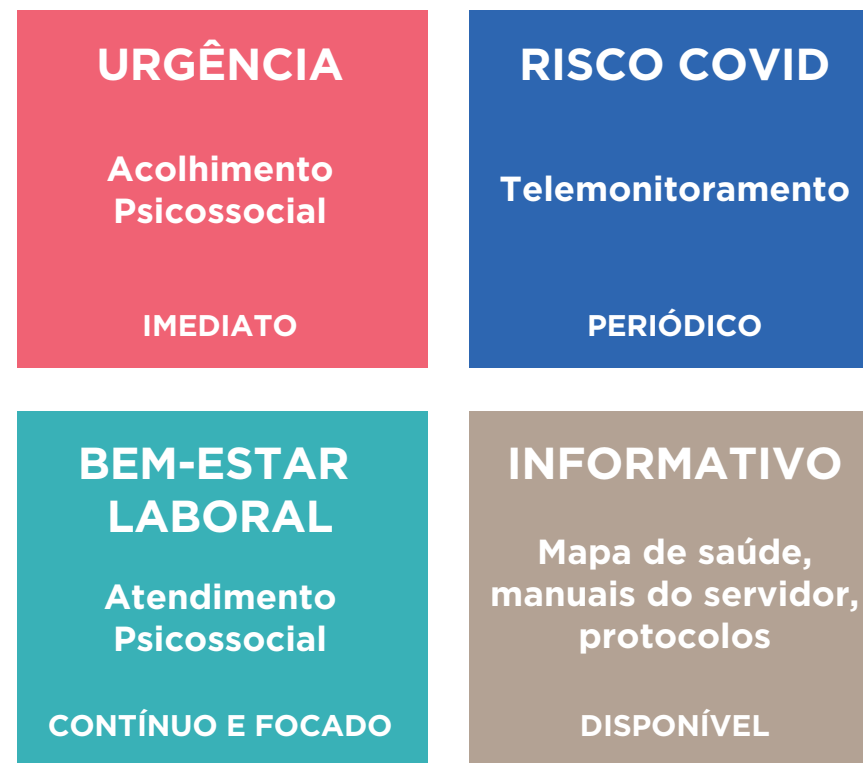 URGÊNCIA
Acolhimento
Psicossocial
IMEDIATO
RISCO COVID
Telemonitoramento
PERIÓDICO
BEM-ESTAR
LABORAL
Atendimento
Psicossocial
CONTÍNUO E FOCADO
INFORMATIVO
Mapa de saúde,
manuais do servidor,
protocolos
DISPONÍVEL